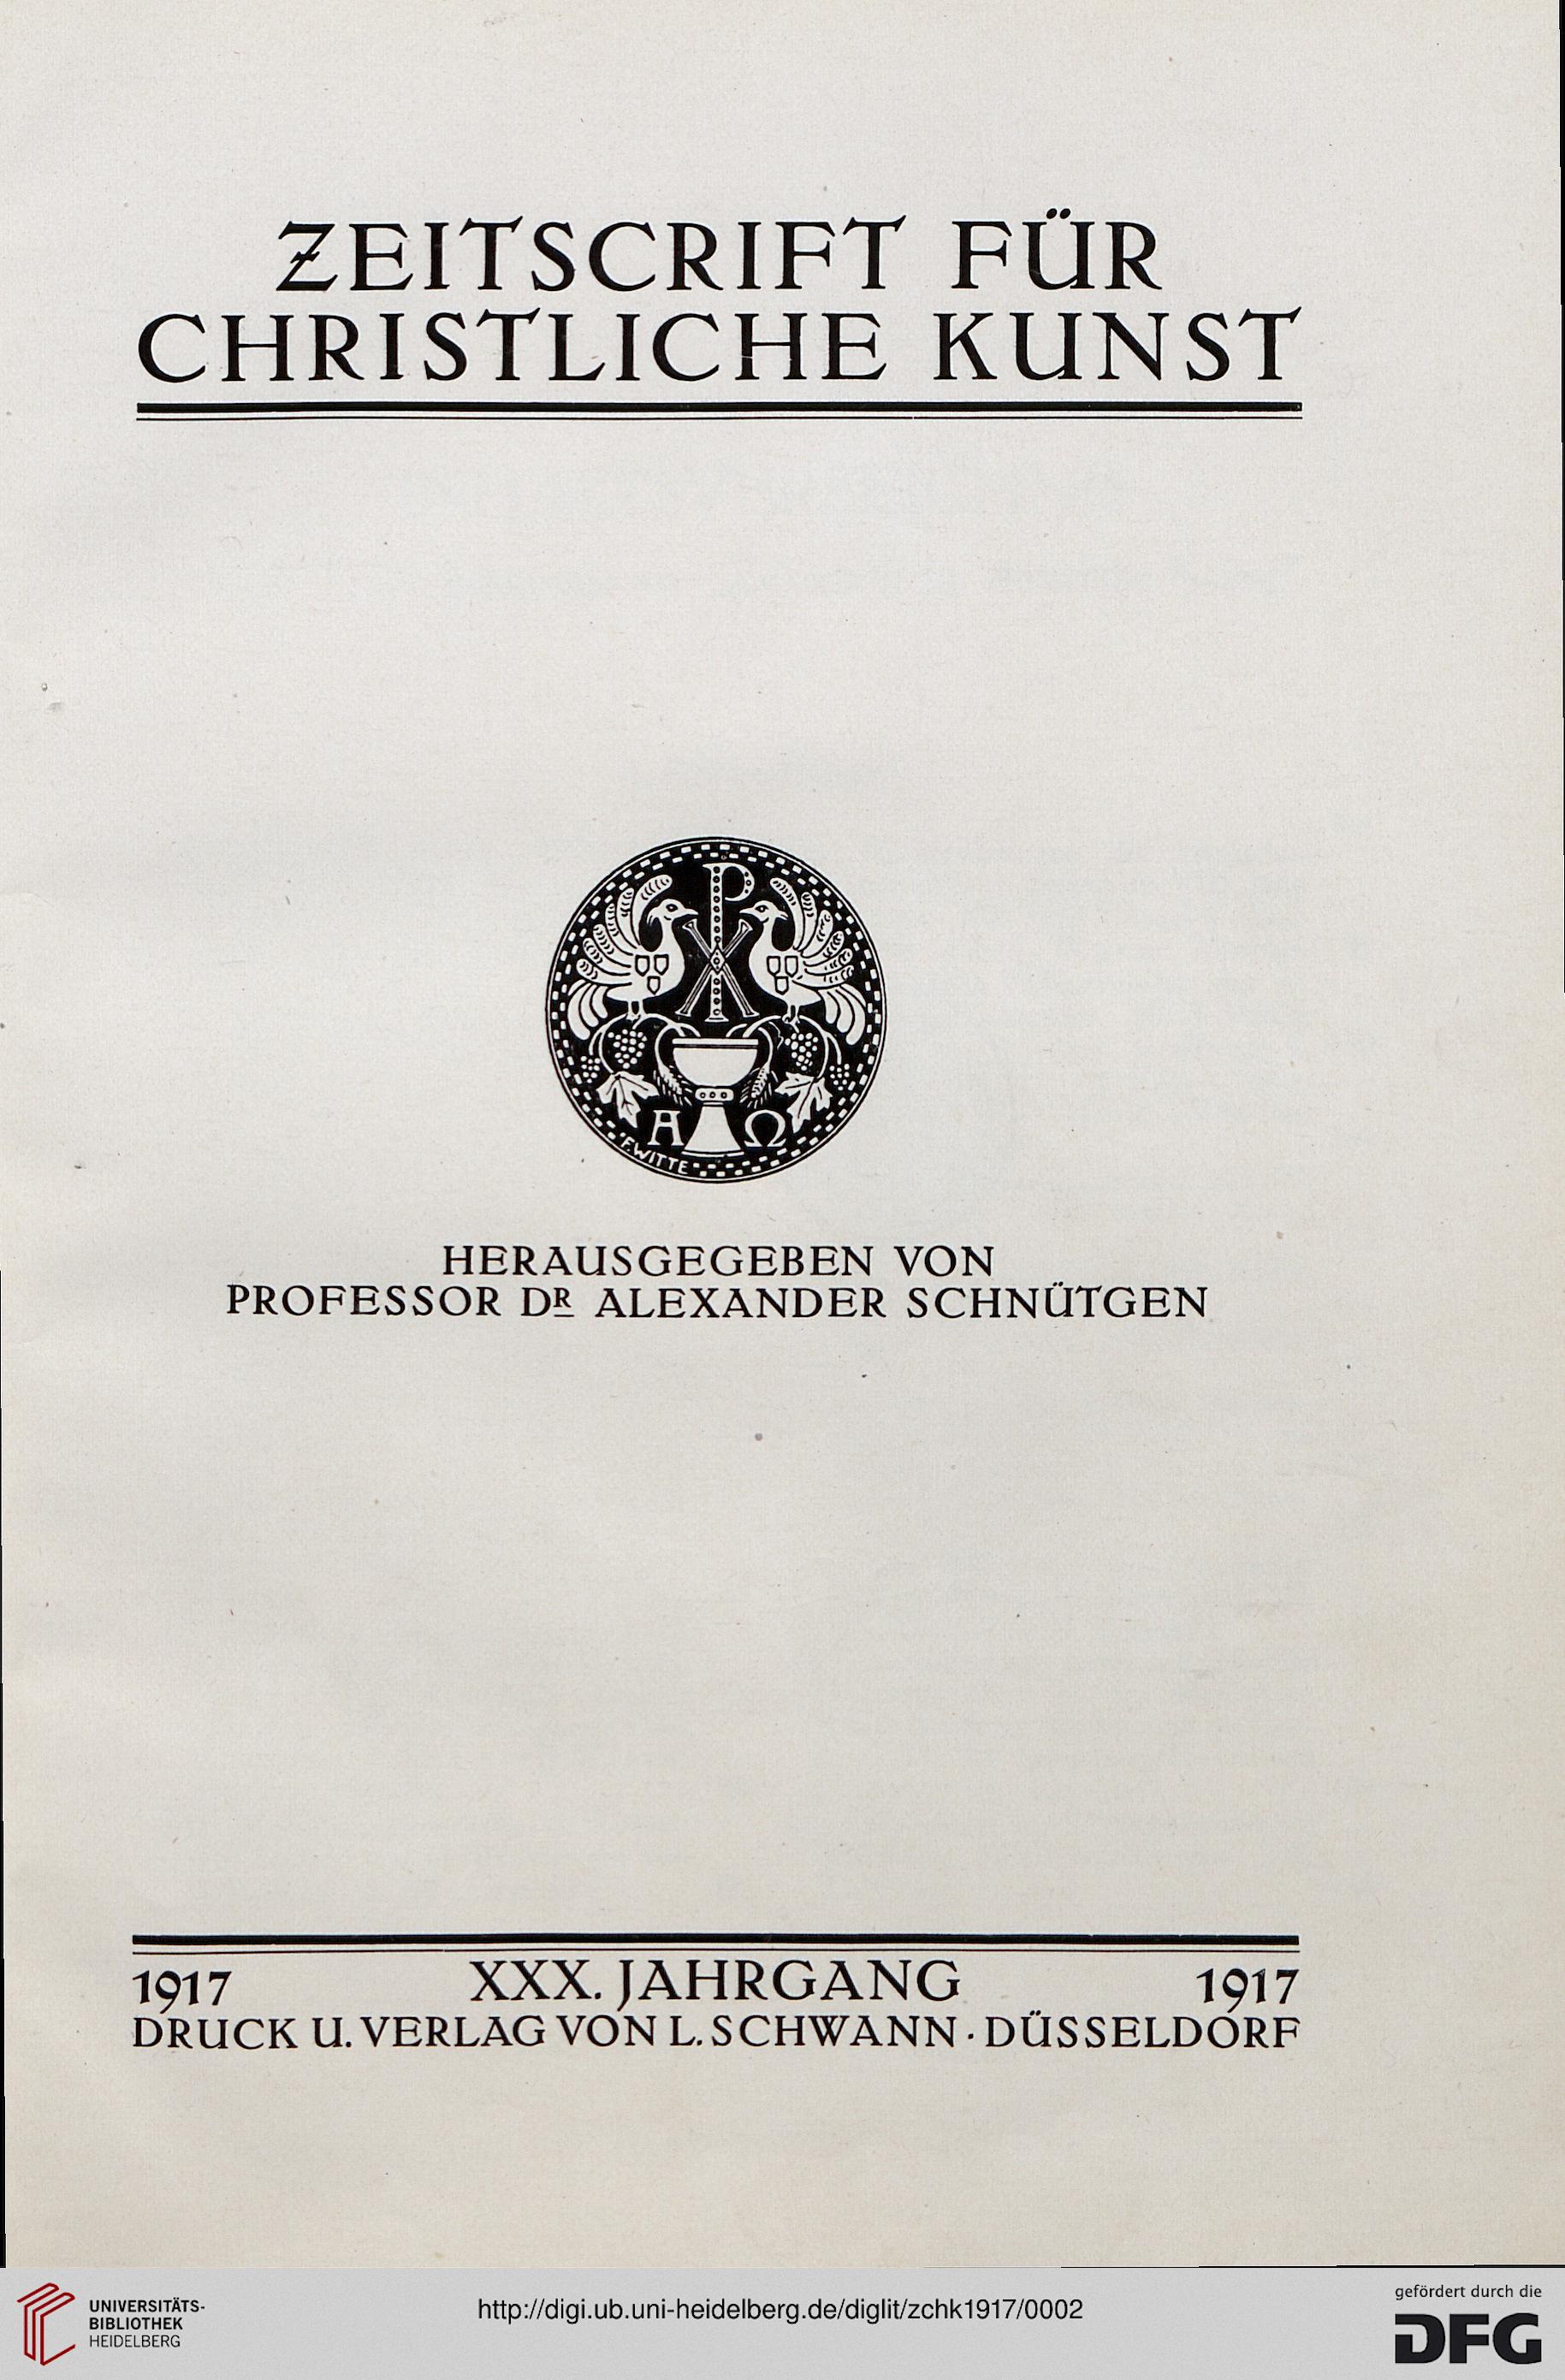 ZEITSCRIFT FÜR
CHRISTLICHE KUNST
P
X
Α Ω
F. WITTE
HERAUSGEGEBEN VON
PROFESSOR DR ALEXANDER SCHNÜTGEN
1917 XXX. JAHRGANG 1917
DRUCK U. VERLAG VON L. SCHWANN · DÜSSELDORF
UNIVERSITÄTS-
BIBLIOTHEK
HEIDELBERG
http://digi.ub.uni-heidelberg.de/diglit/zchk1917/0002
gefördert durch die
DFG